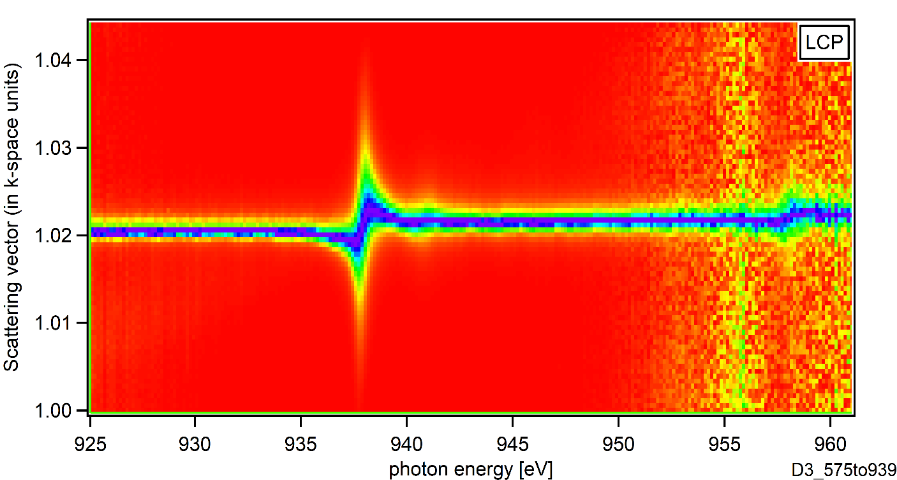 LCP
Scattering vector (in k-space units)
1.04
1.03
1.02
1.01
1.00
925 930 935 940 945 950 955 960
photon energy [eV]
D3_575to939